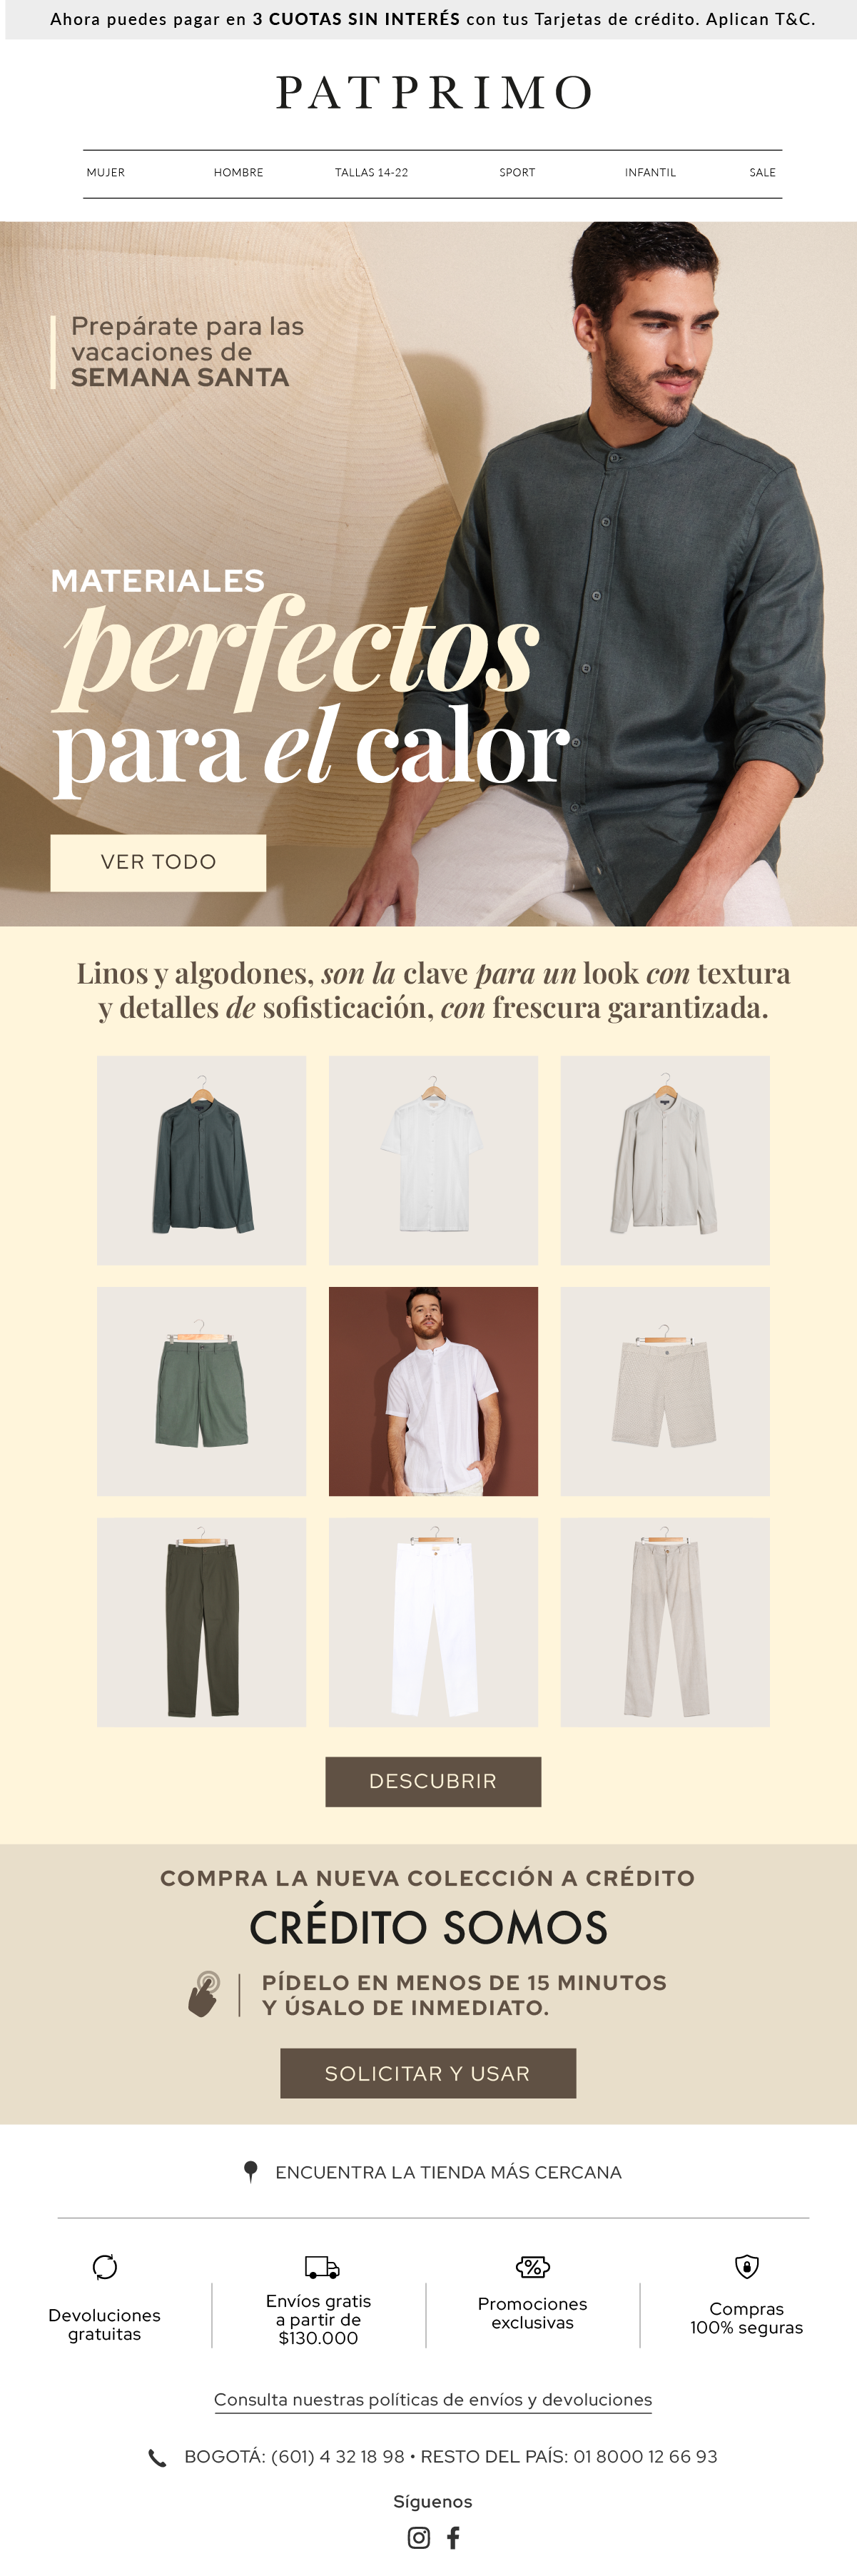 Ahora puedes pagar en 3 CUOTAS SIN INTERÉS con tus Tarjetas de crédito. Aplican T&C.
PATPRIMO
MUJER HOMBRE TALLAS 14-22 SPORT INFANTIL SALE
Prepárate para las
vacaciones de
SEMANA SANTA
MATERIALES
perfectos
para el calor
VER TODO
Linos y algodones, son la clave para un look con textura
y detalles de sofisticación, con frescura garantizada.
DESCUBRIR
COMPRA LA NUEVA COLECCIÓN A CRÉDITO
CRÉDITO SOMOS
PÍDELO EN MENOS DE 15 MINUTOS
Y ÚSALO DE INMEDIATO.
SOLICITAR Y USAR
ENCUENTRA LA TIENDA MÁS CERCANA
Devoluciones
gratuitas
Envíos gratis
a partir de
$130.000
Promociones
exclusivas
Compras
100% seguras
Consulta nuestras políticas de envíos y devoluciones
BOGOTÁ: (601) 4 32 18 98 • RESTO DEL PAÍS: 01 8000 12 66 93
Síguenos